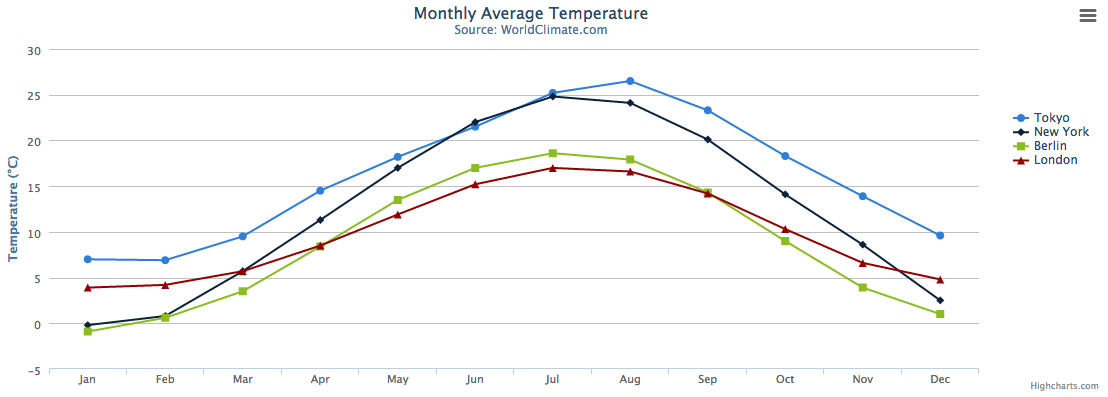 Monthly Average Temperature
Source: WorldClimate.com
Temperature (°C)
30
25
20
15
10
5
0
−5
Jan Feb Mar Apr May Jun Jul Aug Sep Oct Nov Dec
Tokyo
New York
Berlin
London
Highcharts.com